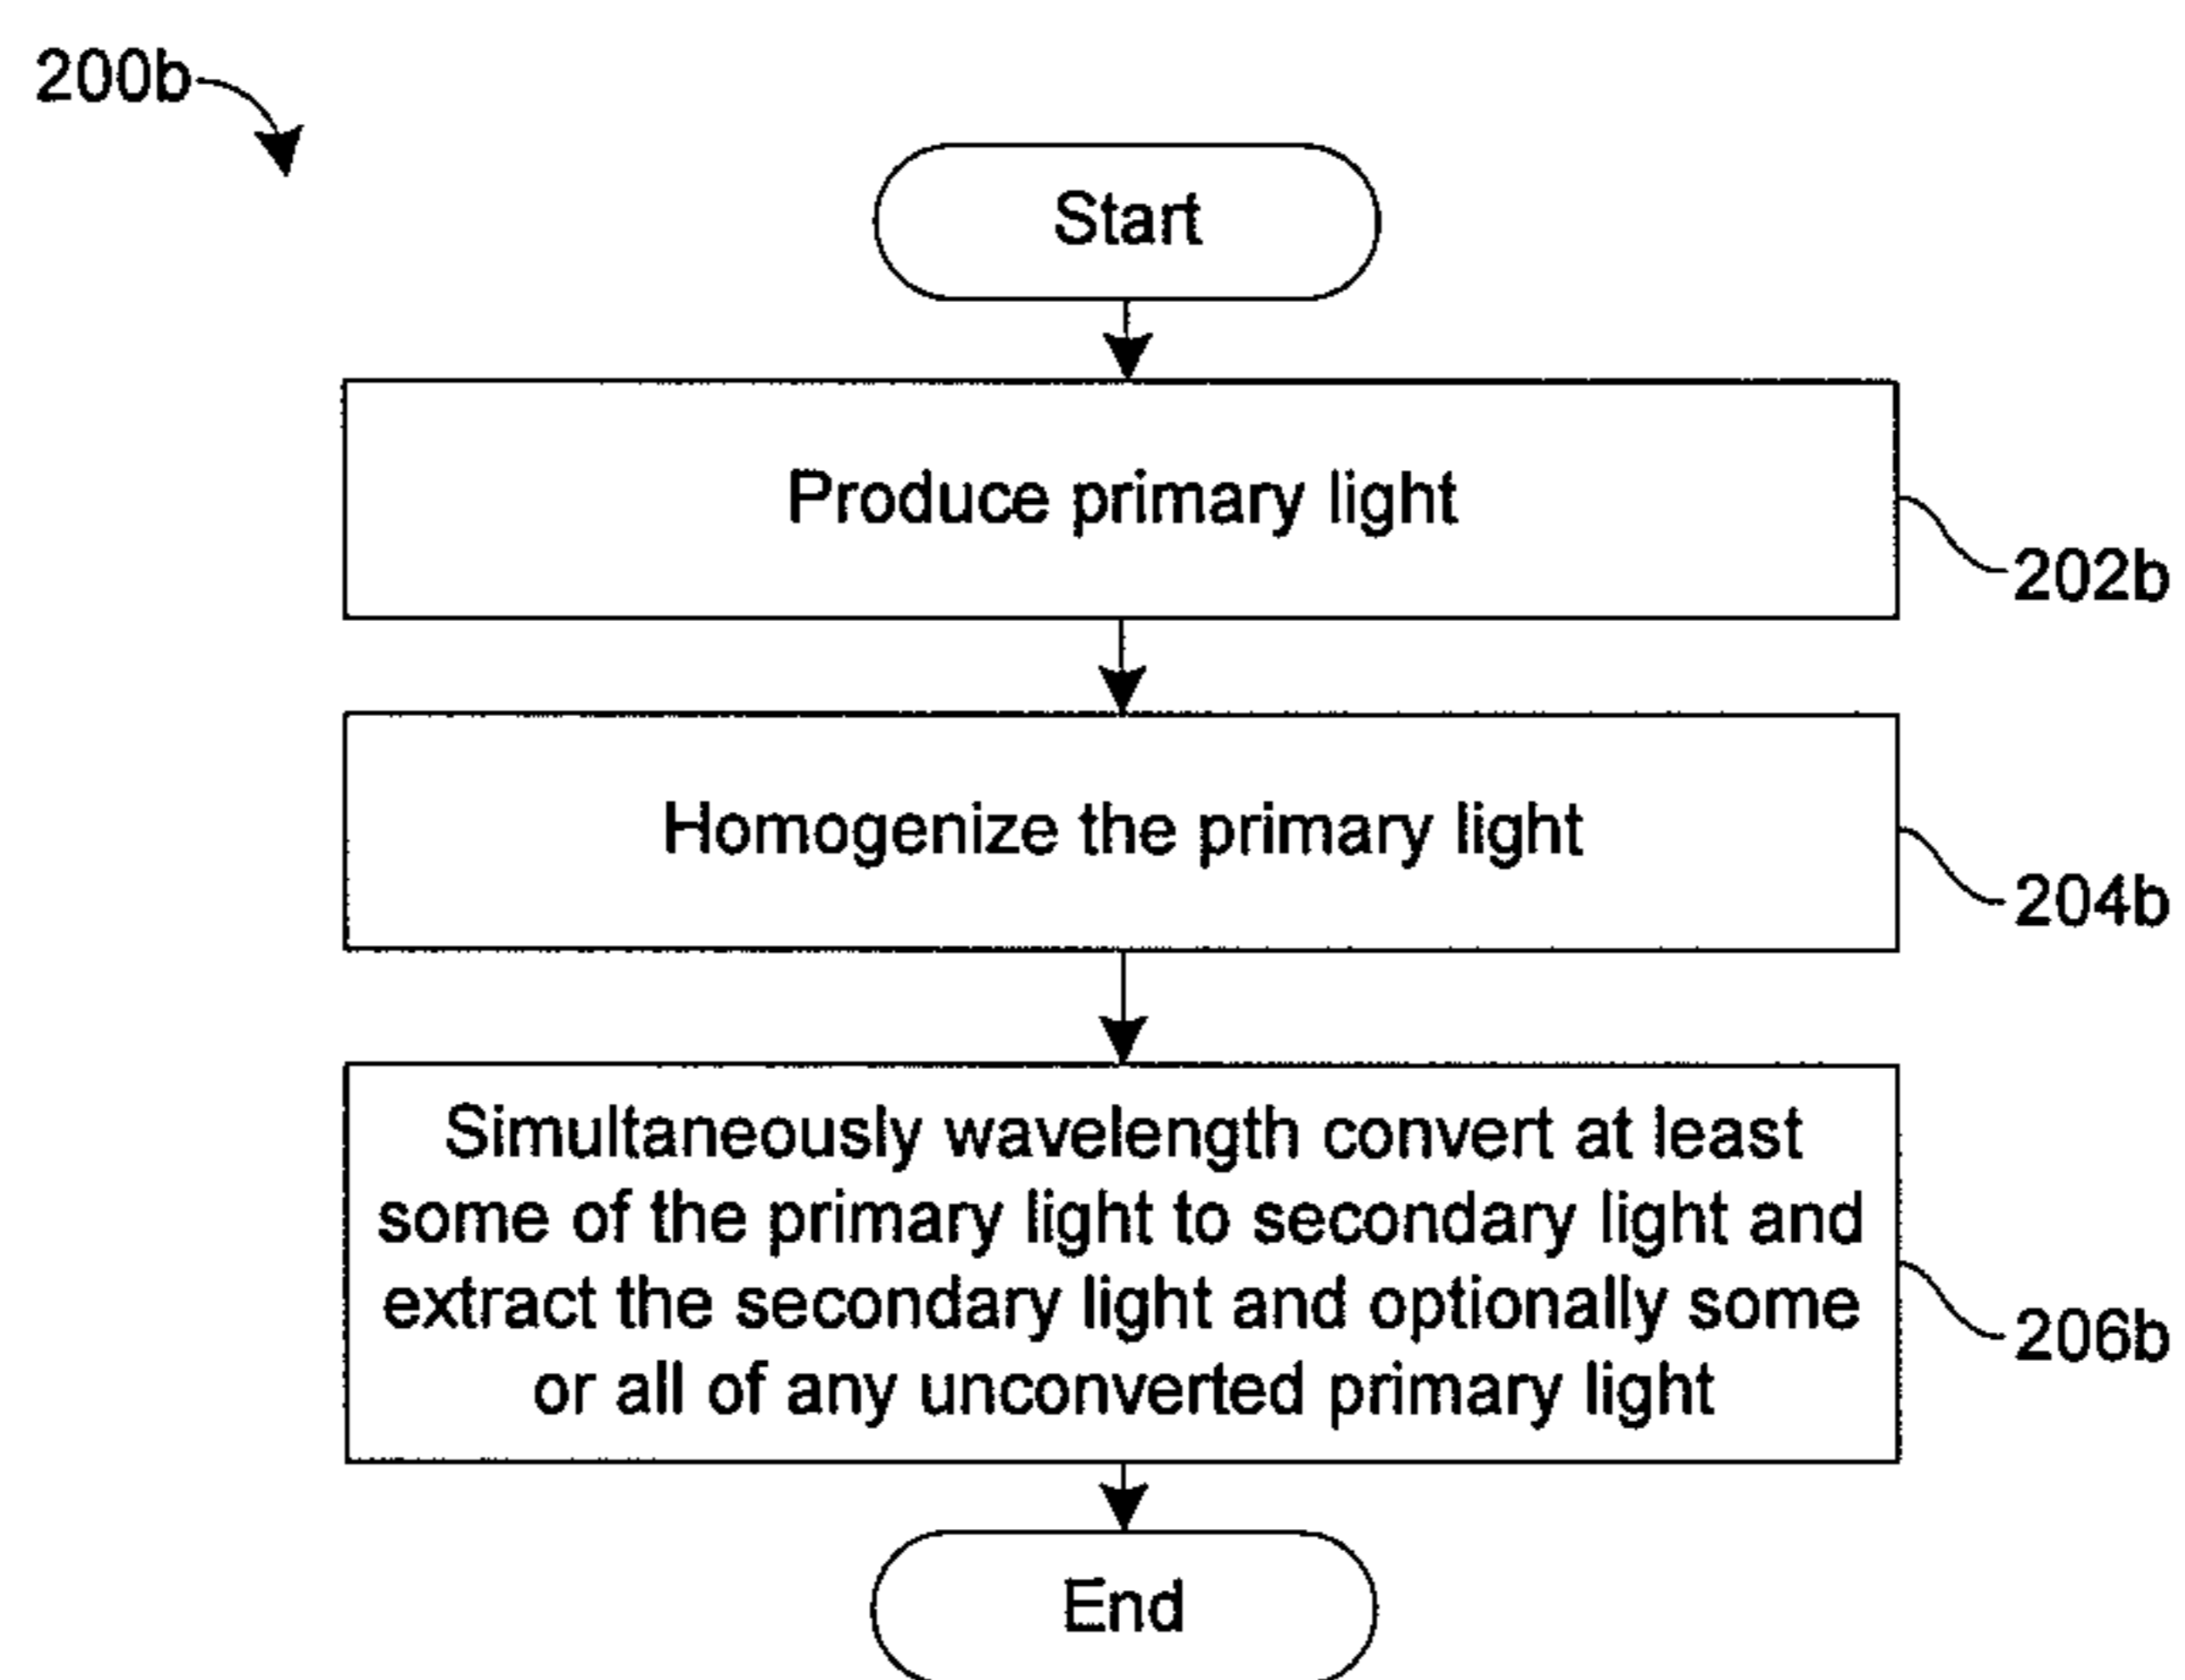 200b
Start
Produce primary light
202b
Homogenize the primary light
204b
Simultaneously wavelength convert at least
some of the primary light to secondary light and
extract the secondary light and optionally some
or all of any unconverted primary light
206b
End